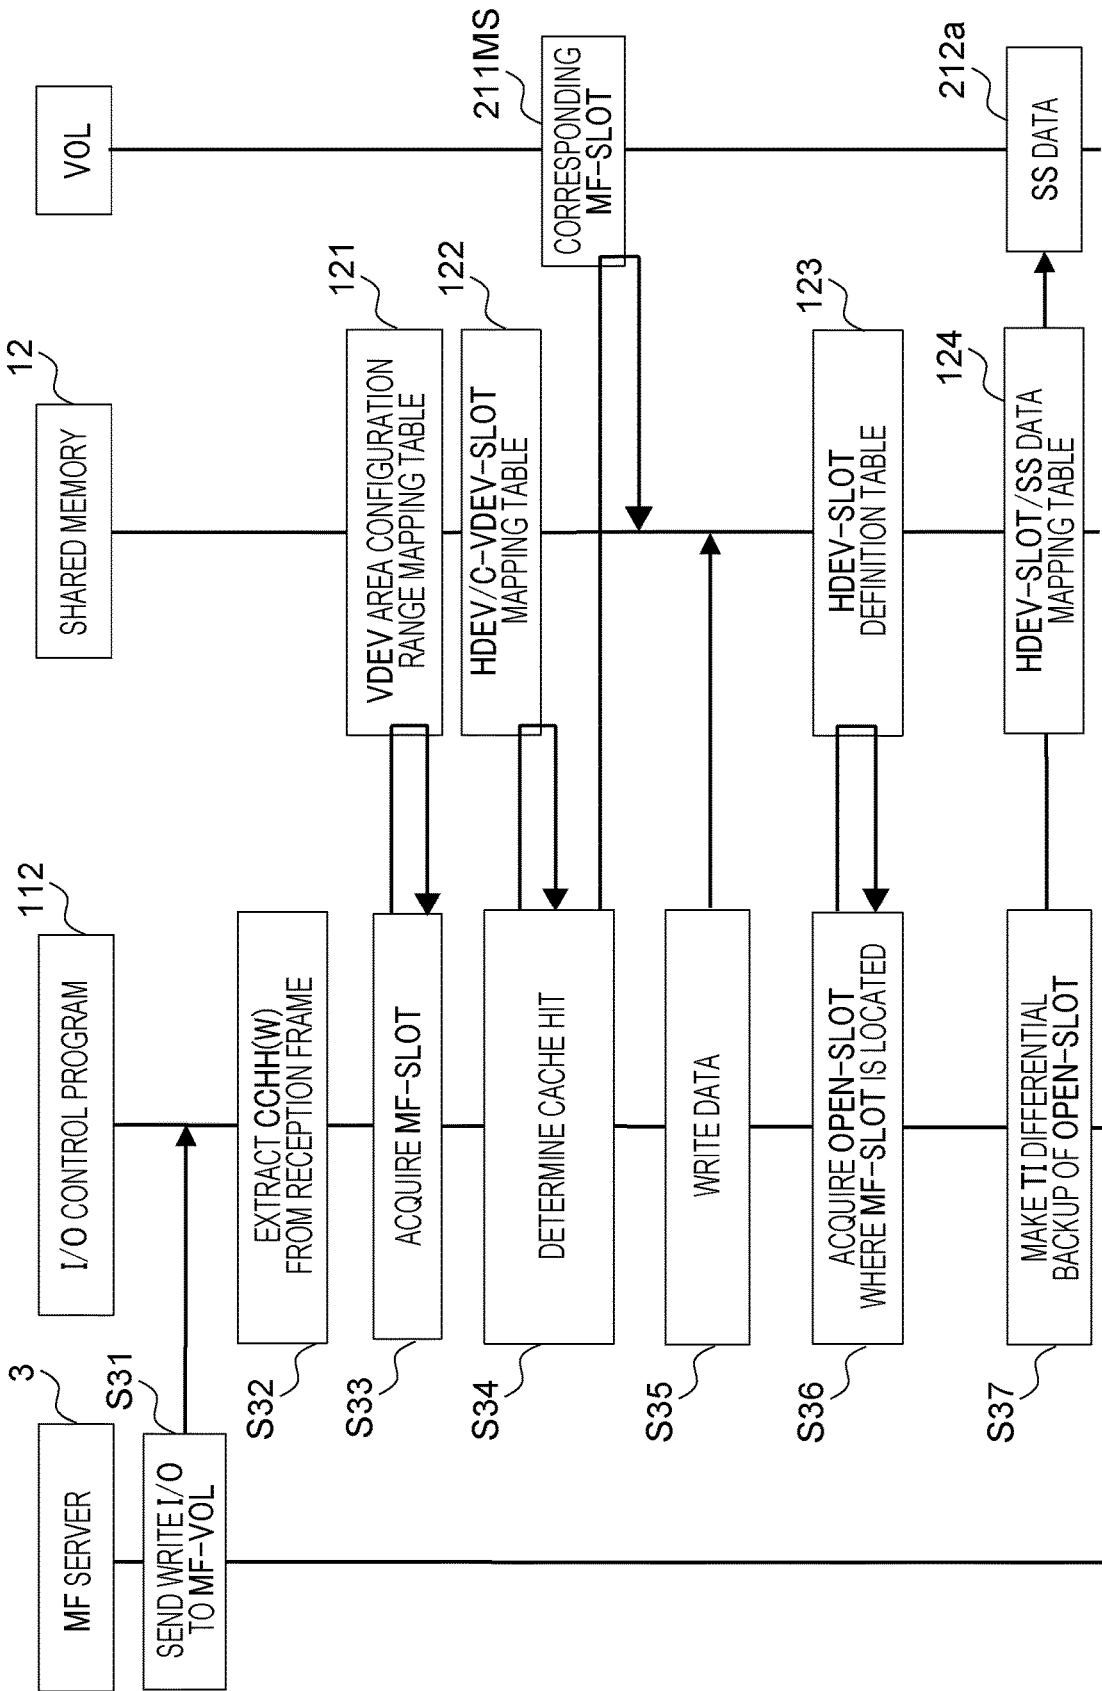 MF SERVER
3
I/O CONTROL PROGRAM
112
SHARED MEMORY
12
VOL
SEND WRITE I/O
TO MF-VOL
S31
EXTRACT CCHH(W)
FROM RECEPTION FRAME
S32
ACQUIRE MF-SLOT
S33
VDEV AREA CONFIGURATION
RANGE MAPPING TABLE
121
DETERMINE CACHE HIT
S34
HDEV/C-VDEV-SLOT
MAPPING TABLE
122
CORRESPONDING
MF-SLOT
211MS
WRITE DATA
S35
ACQUIRE OPEN-SLOT
WHERE MF-SLOT IS LOCATED
S36
HDEV-SLOT
DEFINITION TABLE
123
MAKE TI DIFFERENTIAL
BACKUP OF OPEN-SLOT
S37
HDEV-SLOT/SS DATA
MAPPING TABLE
124
SS DATA
212a